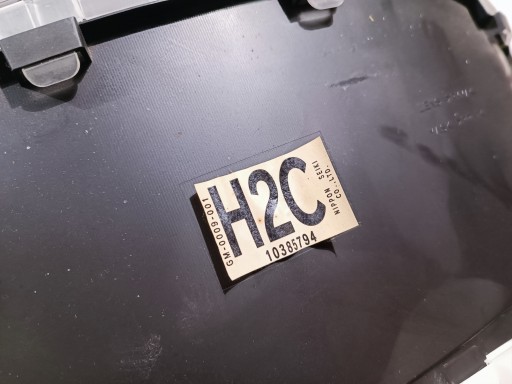 GM-0009-001
H2C
NIPPON SEIKI
CO.,LTD.
10385794